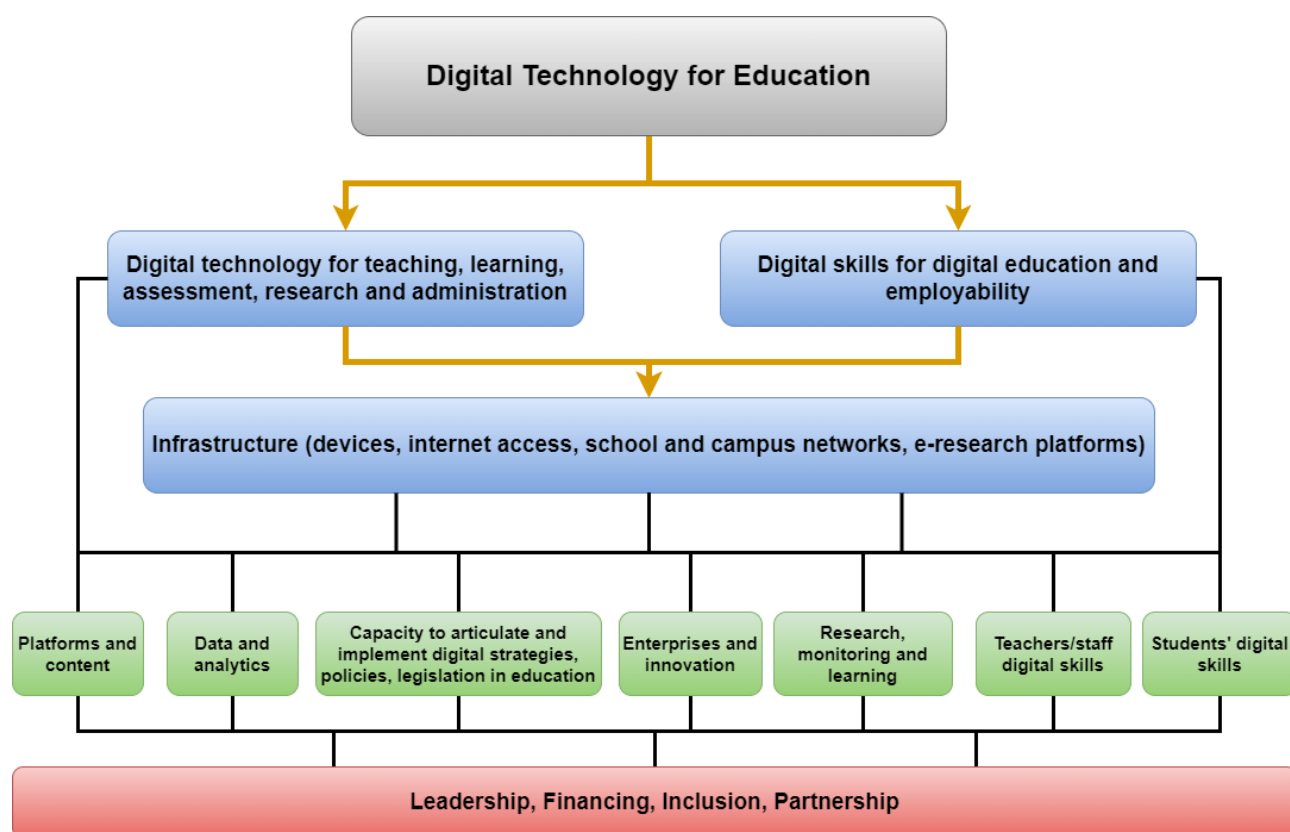 Digital Technology for Education
Digital technology for teaching, learning,
assessment, research and administration
Digital skills for digital education and
employability
Infrastructure (devices, internet access, school and campus networks, e-research platforms)
Platforms and
content
Data and
analytics
Capacity to articulate and
implement digital strategies,
policies, legislation in education
Enterprises and
innovation
Research,
monitoring and
learning
Teachers/staff
digital skills
Students' digital
skills
Leadership, Financing, Inclusion, Partnership